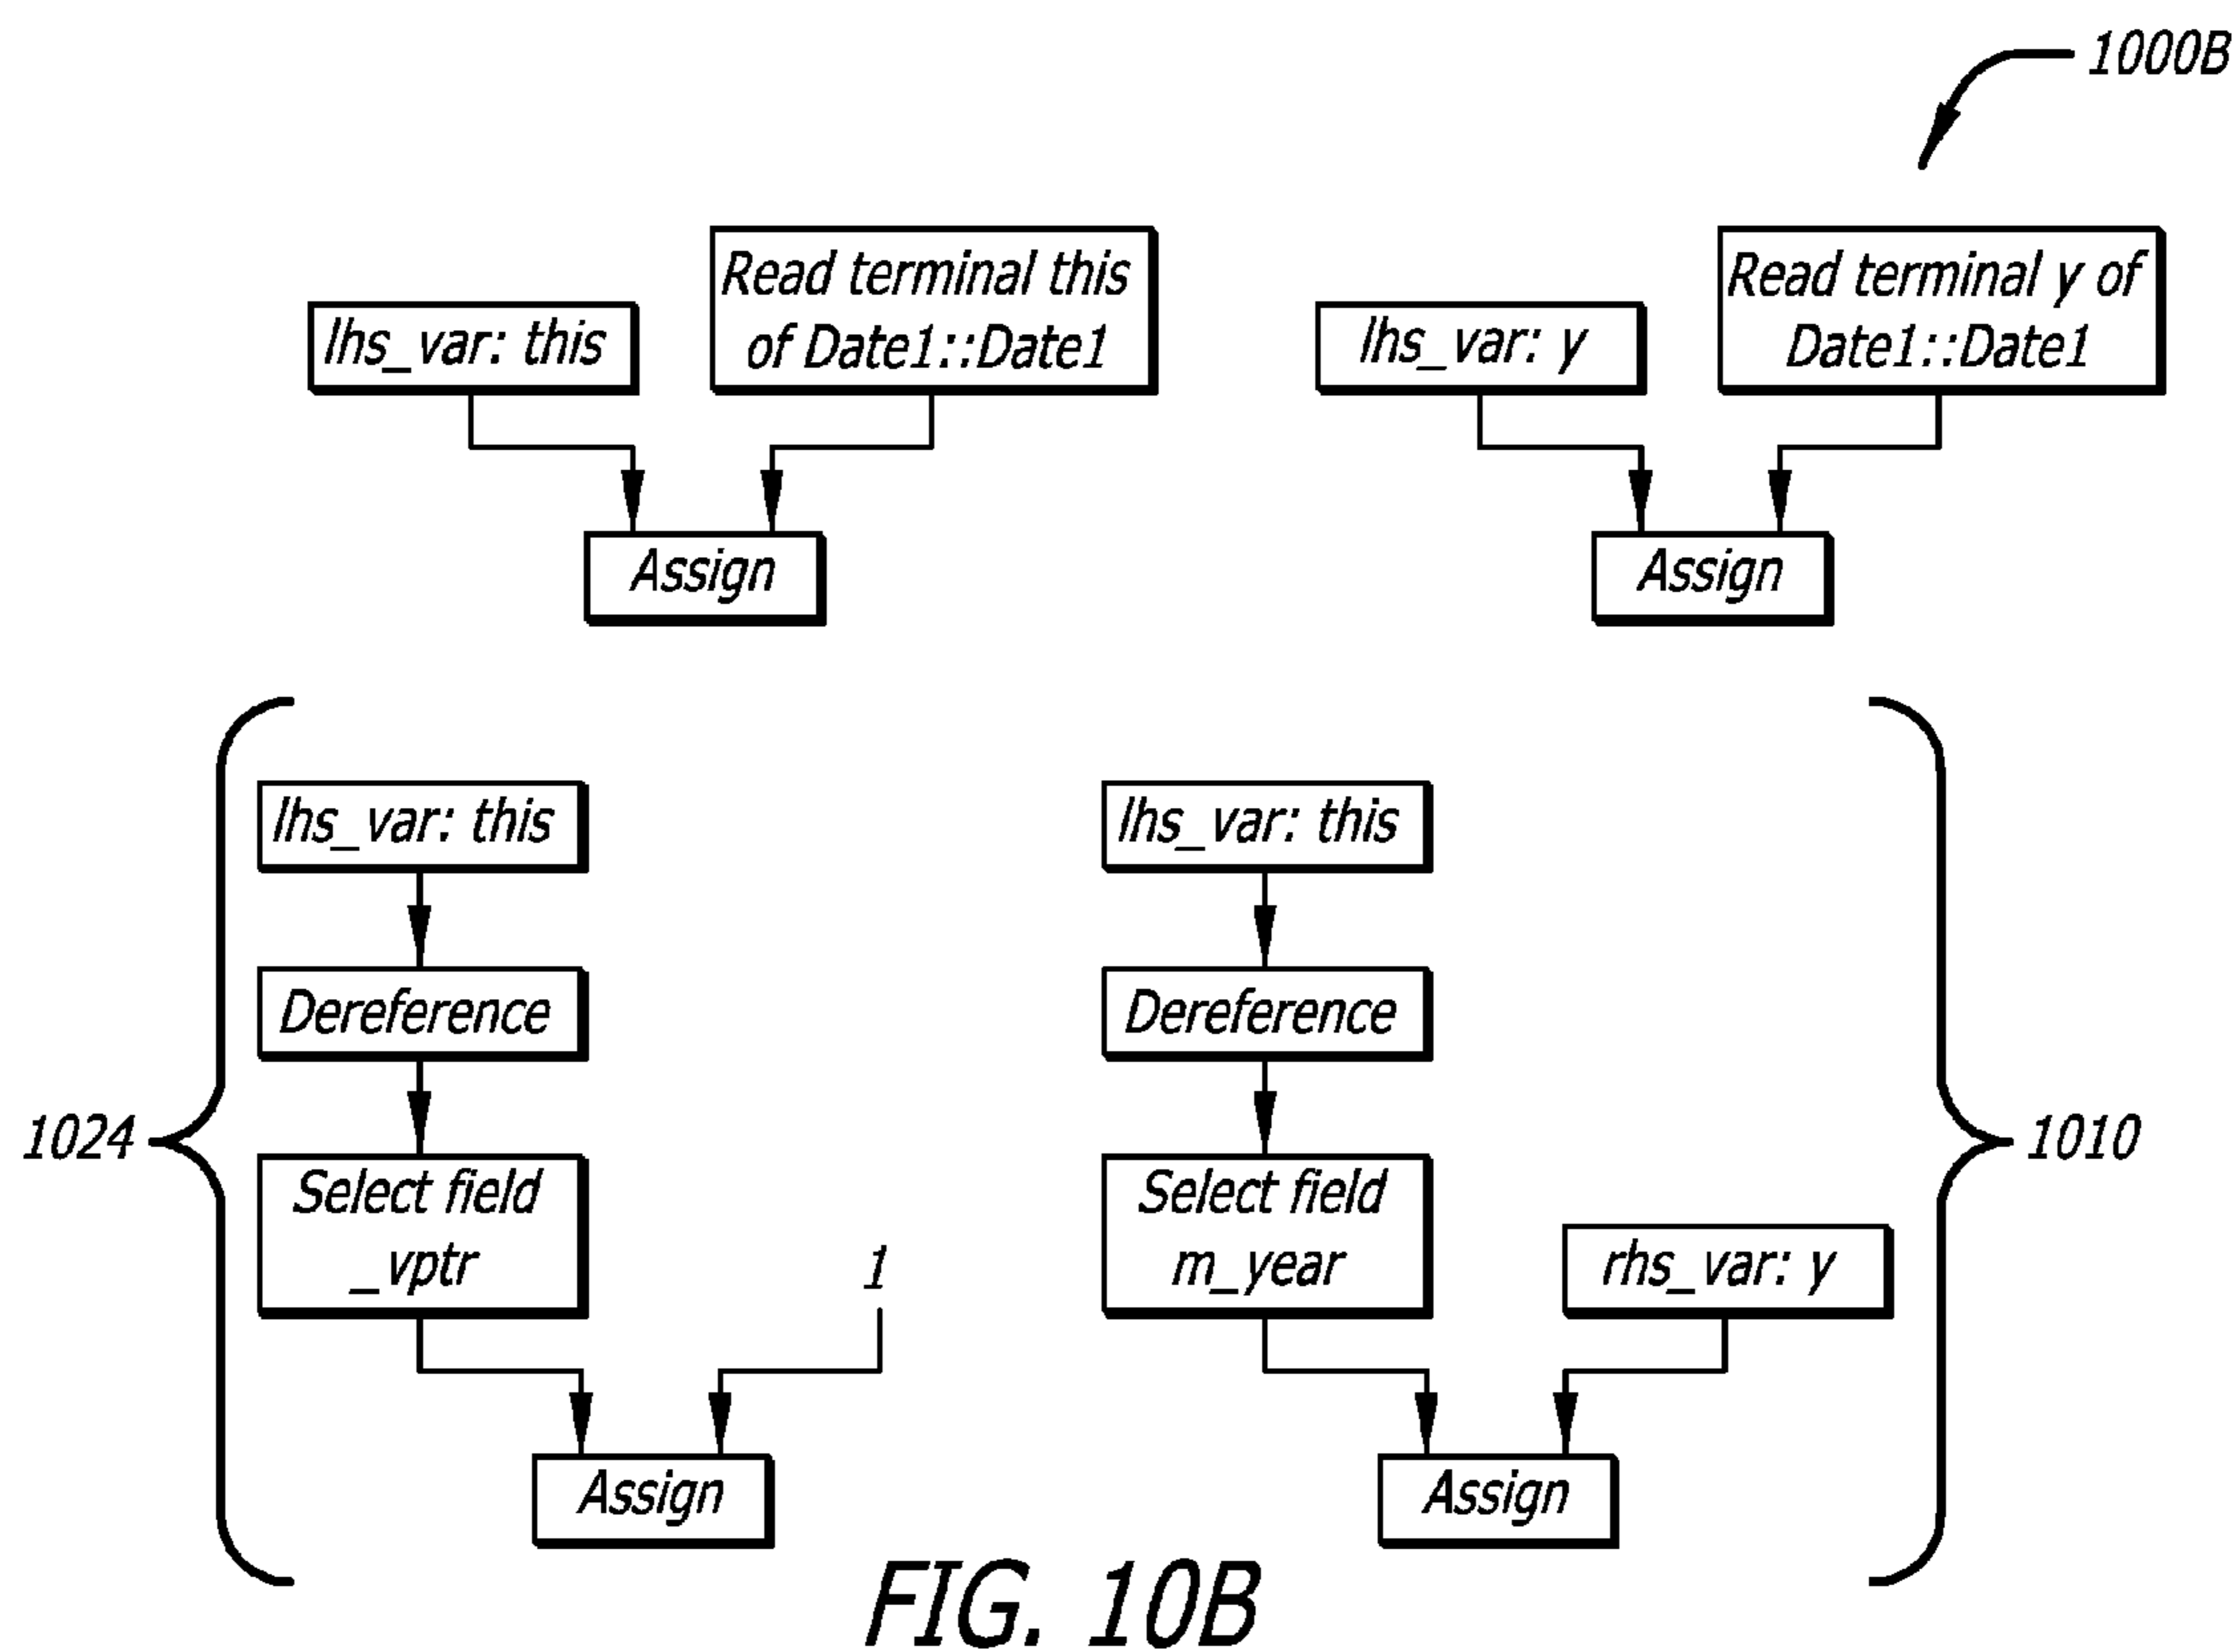 1000B
lhs_var: this
Read terminal this
of Date1::Date1
lhs_var: y
Read terminal y of
Date1::Date1
Assign
Assign
1024
lhs_var: this
Dereference
Select field
_vptr
1
Assign
lhs_var: this
Dereference
Select field
m_year
rhs_var: y
Assign
1010
FIG. 10B